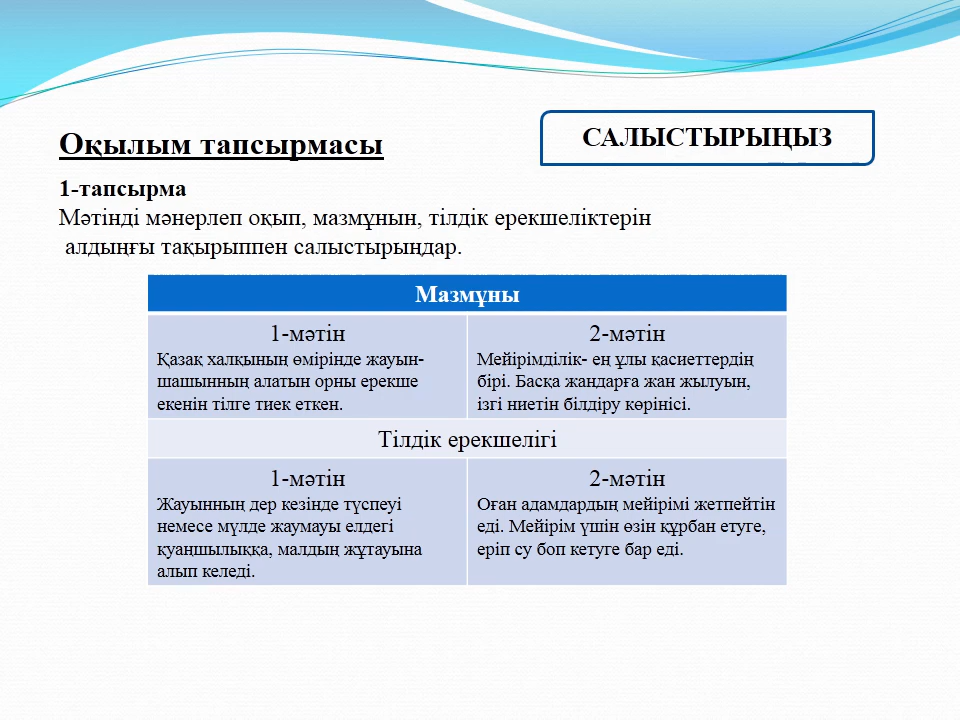 Оқылым тапсырмасы
САЛЫСТЫРЫҢЫЗ
1-тапсырма
Мәтінді мәнерлеп оқып, мазмұнын, тілдік ерекшеліктерін
алдыңғы тақырыппен салыстырыңдар.
Мазмұны
1-мәтін
Қазақ халқының өмірінде жауын-
шашынның алатын орны ерекше
екенін тілге тиек еткен.
2-мәтін
Мейірімділік- ең ұлы қасиеттердің
бірі. Басқа жандарға жан жылуын,
ізгі ниетін білдіру көрінісі.
Тілдік ерекшелігі
1-мәтін
Жауынның дер кезінде түспеуі
немесе мүлде жаумауы елдегі
қуаңшылыққа, малдың жұтауына
алып келеді.
2-мәтін
Оған адамдардың мейірімі жетпейтін
еді. Мейірім үшін өзін құрбан етуге,
еріп су боп кетуге бар еді.